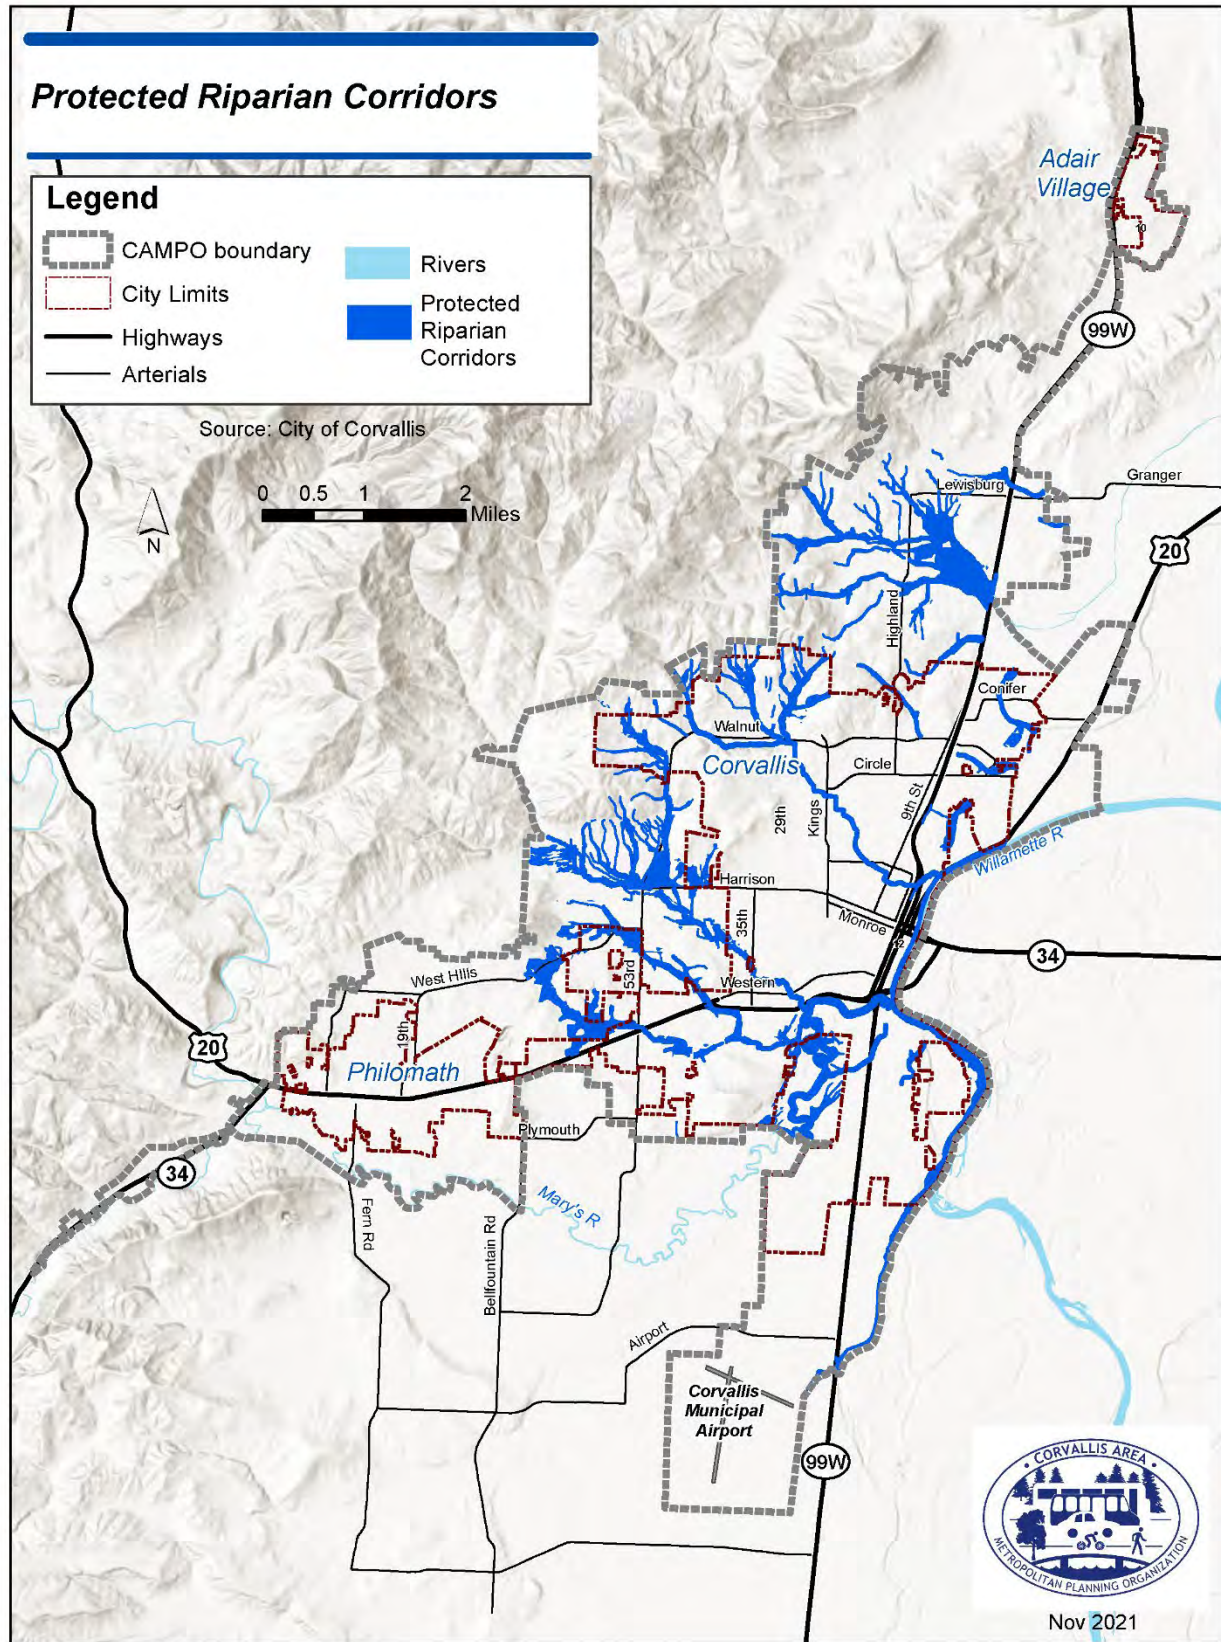 Protected Riparian Corridors
Legend
CAMPO boundary
City Limits
Highways
Arterials
Rivers
Protected
Riparian
Corridors
Source: City of Corvallis
0 0.5 1 2
Miles
N
Adair
Village
10
99W
Lewisburg
Granger
20
Highland
Conifer
Walnut
Corvallis
Circle
29th
Kings
9th St
Willamette R
Harrison
35th
Monroe
12
34
53rd
Western
West Hills
19th
20
Philomath
Plymouth
34
Mary's R
Fern Rd
Bellfountain Rd
Airport
Corvallis
Municipal
Airport
99W
• CORVALLIS AREA •
METROPOLITAN PLANNING ORGANIZATION
Nov 2021